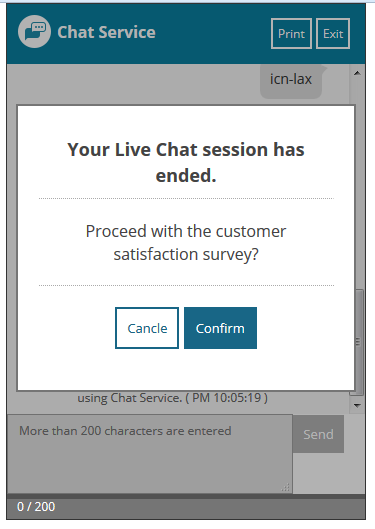 Chat Service
Print
Exit
icn-lax
Your Live Chat session has
ended.
Proceed with the customer
satisfaction survey?
Cancle
Confirm
using Chat Service. ( PM 10:05:19 )
More than 200 characters are entered
Send
0 / 200